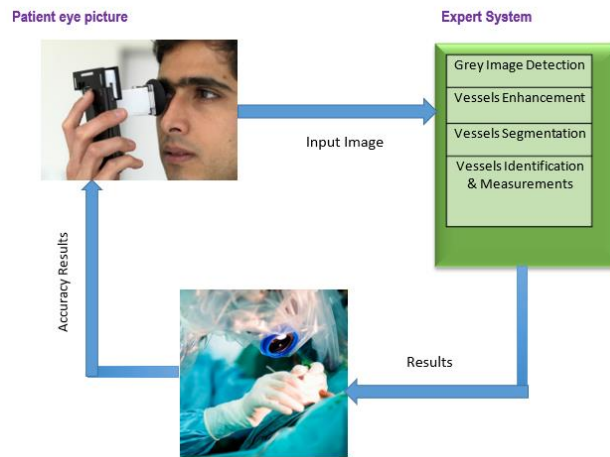 Patient eye picture
Expert System
Grey Image Detection
Vessels Enhancement
Vessels Segmentation
Vessels Identification
& Measurements
Input Image
Accuracy Results
Results